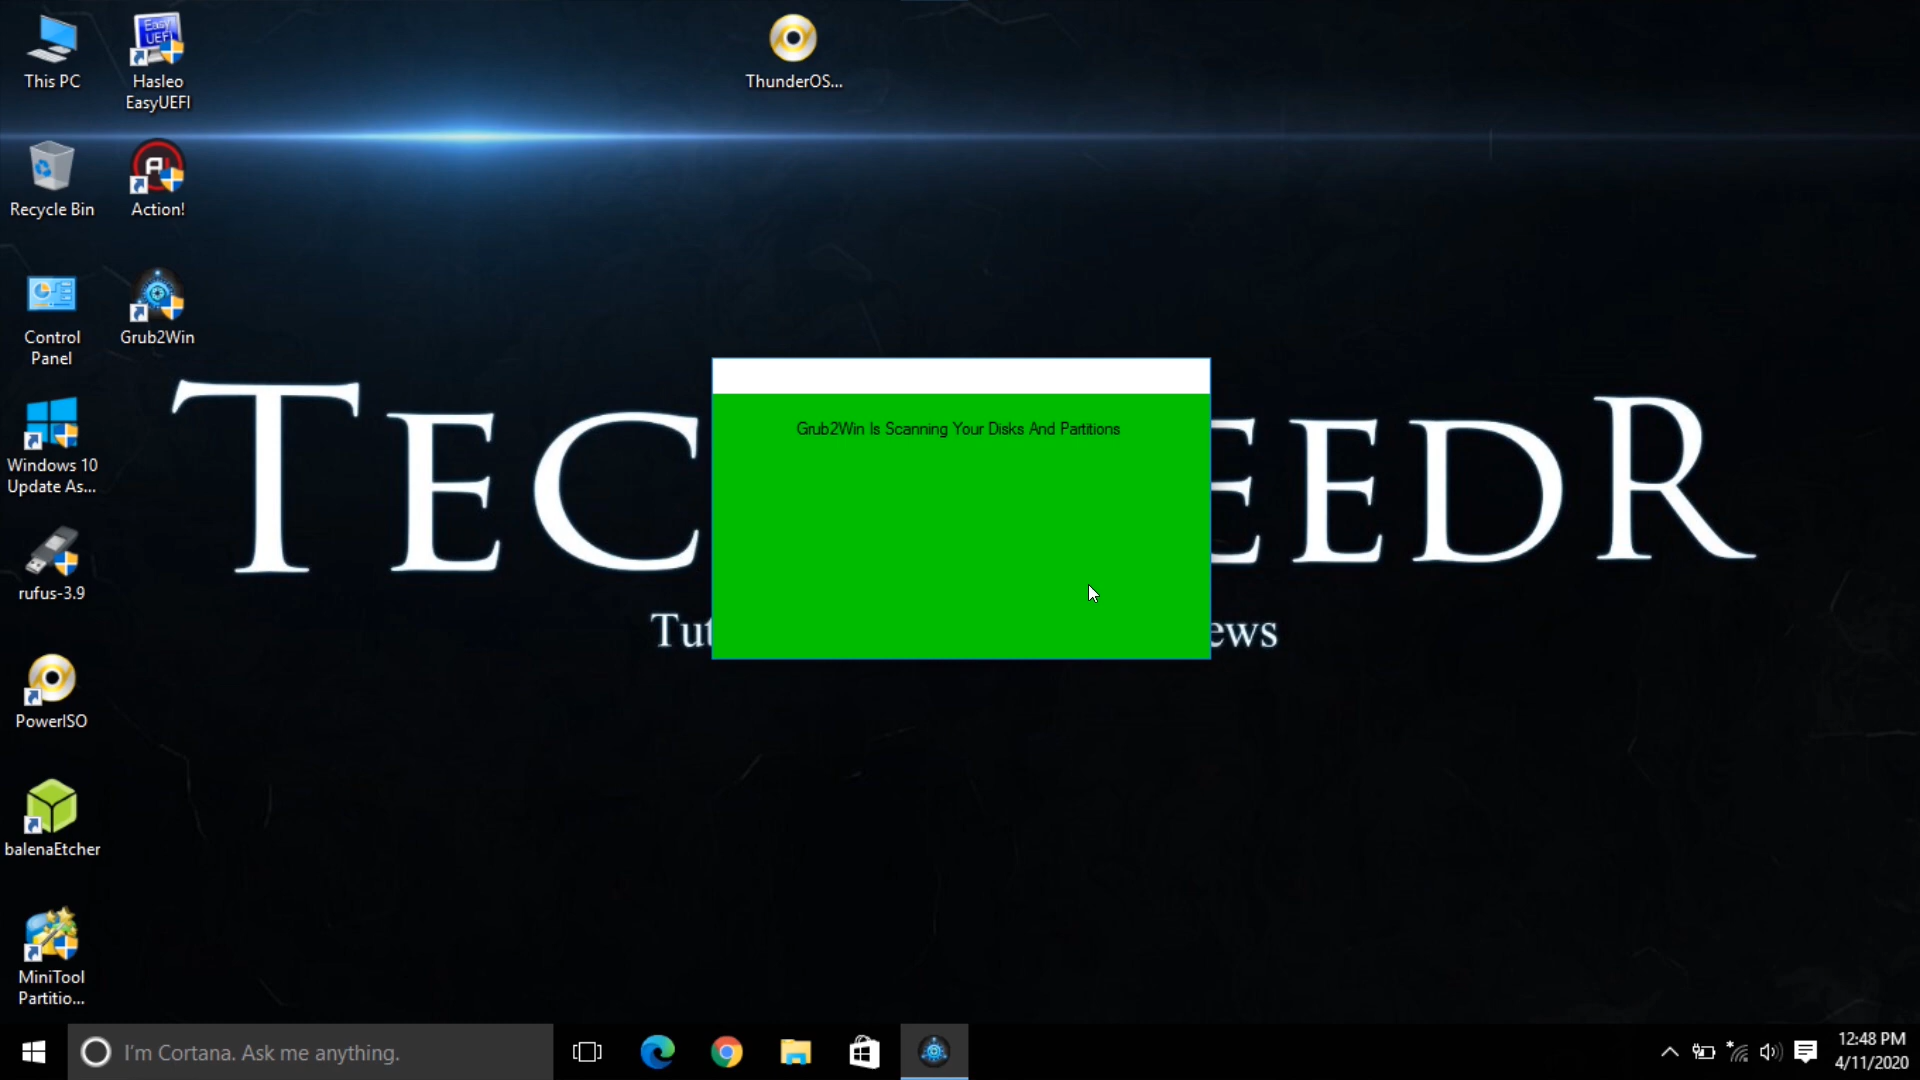 This PC
Hasleo
EasyUEFI
ThunderOS...
Recycle Bin
Action!
Control
Panel
Grub2Win
Windows 10
Update As...
rufus-3.9
PowerISO
balenaEtcher
MiniTool
Partitio...
Easy
UEFI
Grub2Win Is Scanning Your Disks And Partitions
TEC EEDR
Tut ews
I'm Cortana. Ask me anything.
12:48 PM
4/11/2020